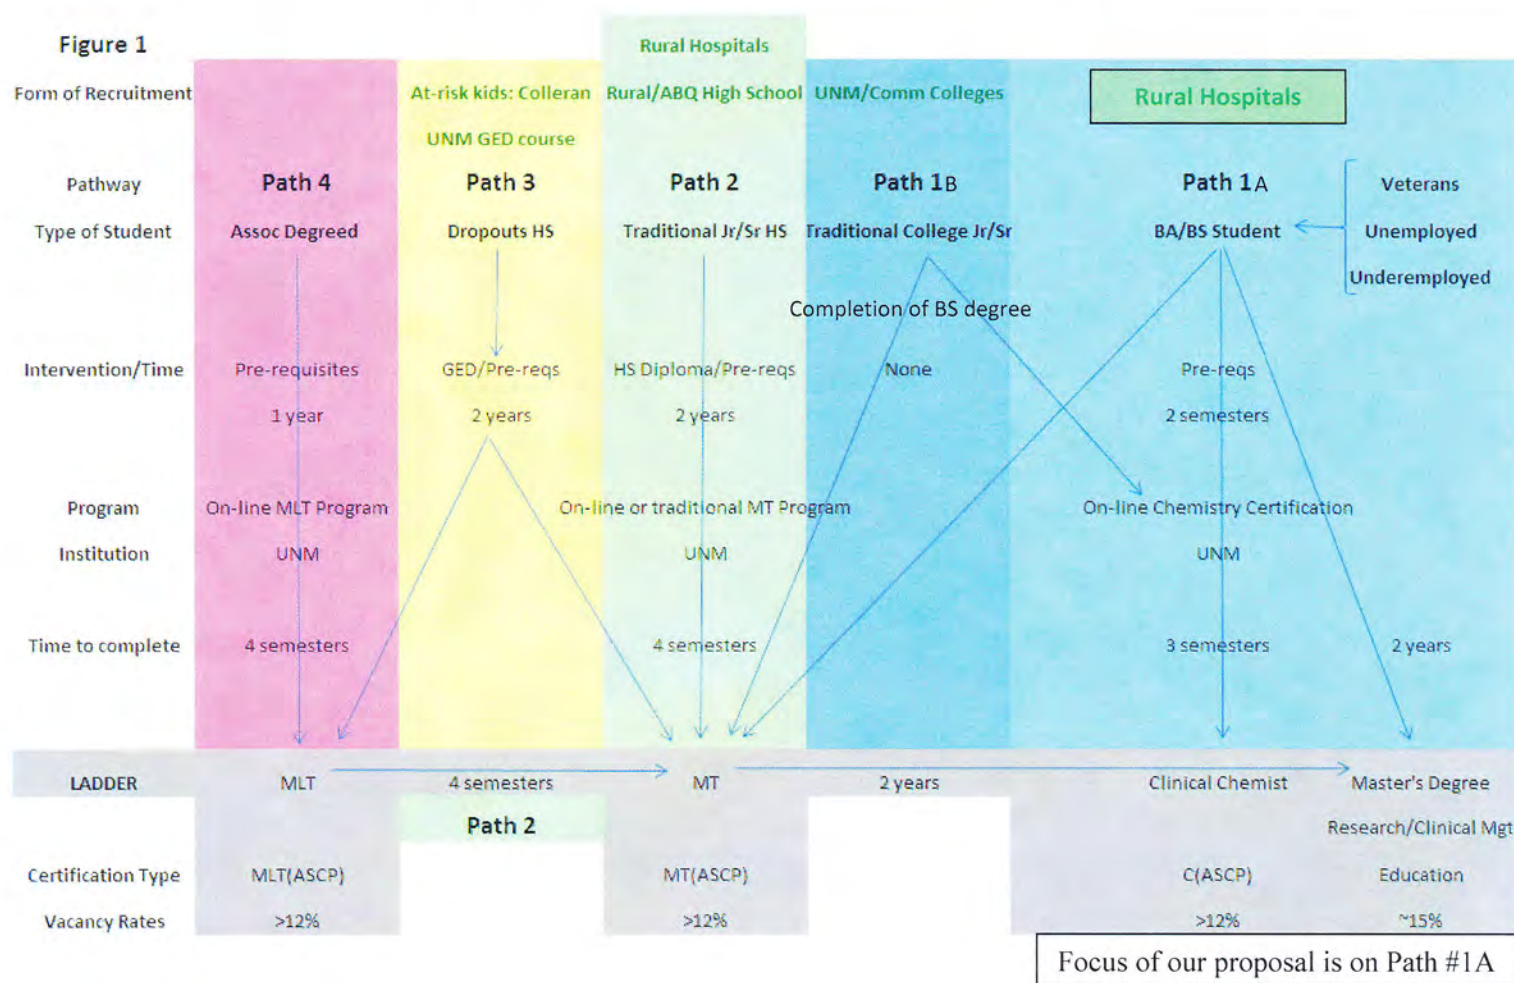 Figure 1
Rural Hospitals
Form of Recruitment At-risk kids: Colleran Rural/ABQ High School UNM/Comm Colleges Rural Hospitals
UNM GED course
Pathway Path 4 Path 3 Path 2 Path 1B Path 1A Veterans
Type of Student Assoc Degreed Dropouts HS Traditional Jr/Sr HS Traditional College Jr/Sr BA/BS Student Unemployed
Underemployed
Completion of BS degree
Intervention/Time Pre-requisites GED/Pre-reqs HS Diploma/Pre-reqs None Pre-reqs
1 year 2 years 2 years 2 semesters
Program On-line MLT Program On-line or traditional MT Program On-line Chemistry Certification
Institution UNM UNM UNM
Time to complete 4 semesters 4 semesters 3 semesters 2 years
LADDER MLT 4 semesters MT 2 years Clinical Chemist Master's Degree
Path 2 Research/Clinical Mgt
Certification Type MLT(ASCP) MT(ASCP) C(ASCP) Education
Vacancy Rates >12% >12% >12% ~15%
Focus of our proposal is on Path #1A